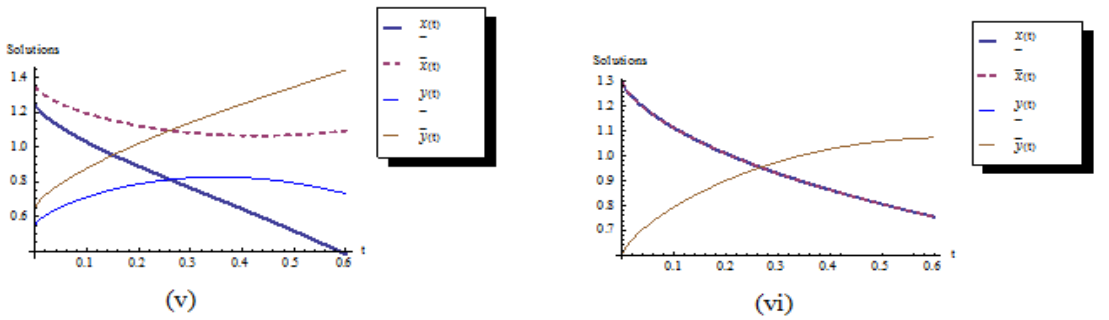 x(t)
x̄(t)
y(t)
ȳ(t)
Solutions
1.4
1.2
1.0
0.8
0.6
0.1 0.2 0.3 0.4 0.5 0.6 t
(v)
x(t)
x̄(t)
y(t)
ȳ(t)
Solutions
1.3
1.2
1.1
1.0
0.9
0.8
0.7
0.1 0.2 0.3 0.4 0.5 0.6 t
(vi)